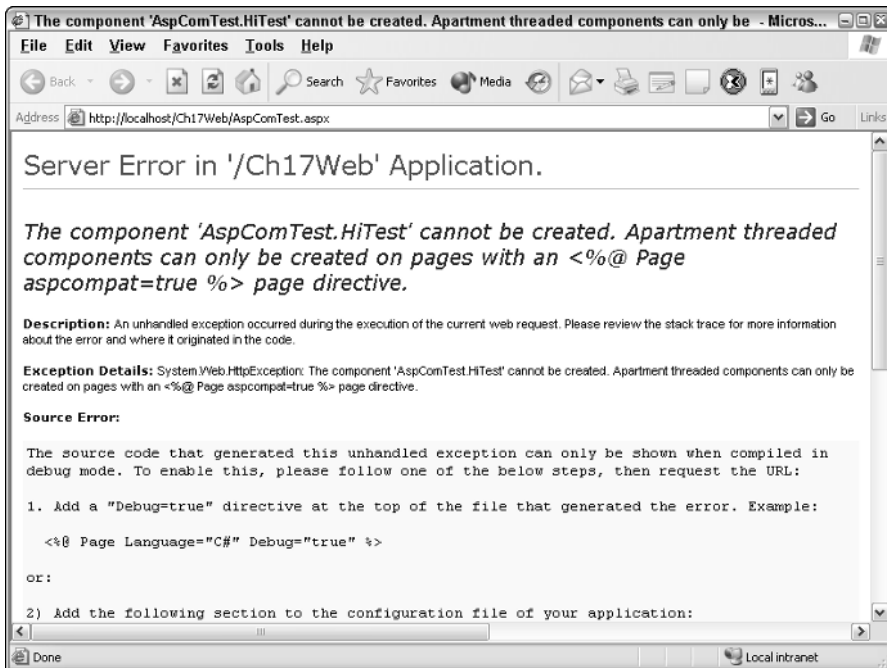 The component 'AspComTest.HiTest' cannot be created. Apartment threaded components can only be - Micros...
File Edit View Favorites Tools Help
Back Search Favorites Media
Address http://localhost/Ch17Web/AspComTest.aspx Go Links
Server Error in '/Ch17Web' Application.
The component 'AspComTest.HiTest' cannot be created. Apartment threaded
components can only be created on pages with an <%@ Page
aspcompat=true %> page directive.
Description: An unhandled exception occurred during the execution of the current web request. Please review the stack trace for more information
about the error and where it originated in the code.
Exception Details: System.Web.HttpException: The component 'AspComTest.HiTest' cannot be created. Apartment threaded components can only be
created on pages with an <%@ Page aspcompat=true %> page directive.
Source Error:
The source code that generated this unhandled exception can only be shown when compiled in
debug mode. To enable this, please follow one of the below steps, then request the URL:
1. Add a "Debug=true" directive at the top of the file that generated the error. Example:
<%@ Page Language="C#" Debug="true" %>
or:
2) Add the following section to the configuration file of your application:
Done Local intranet